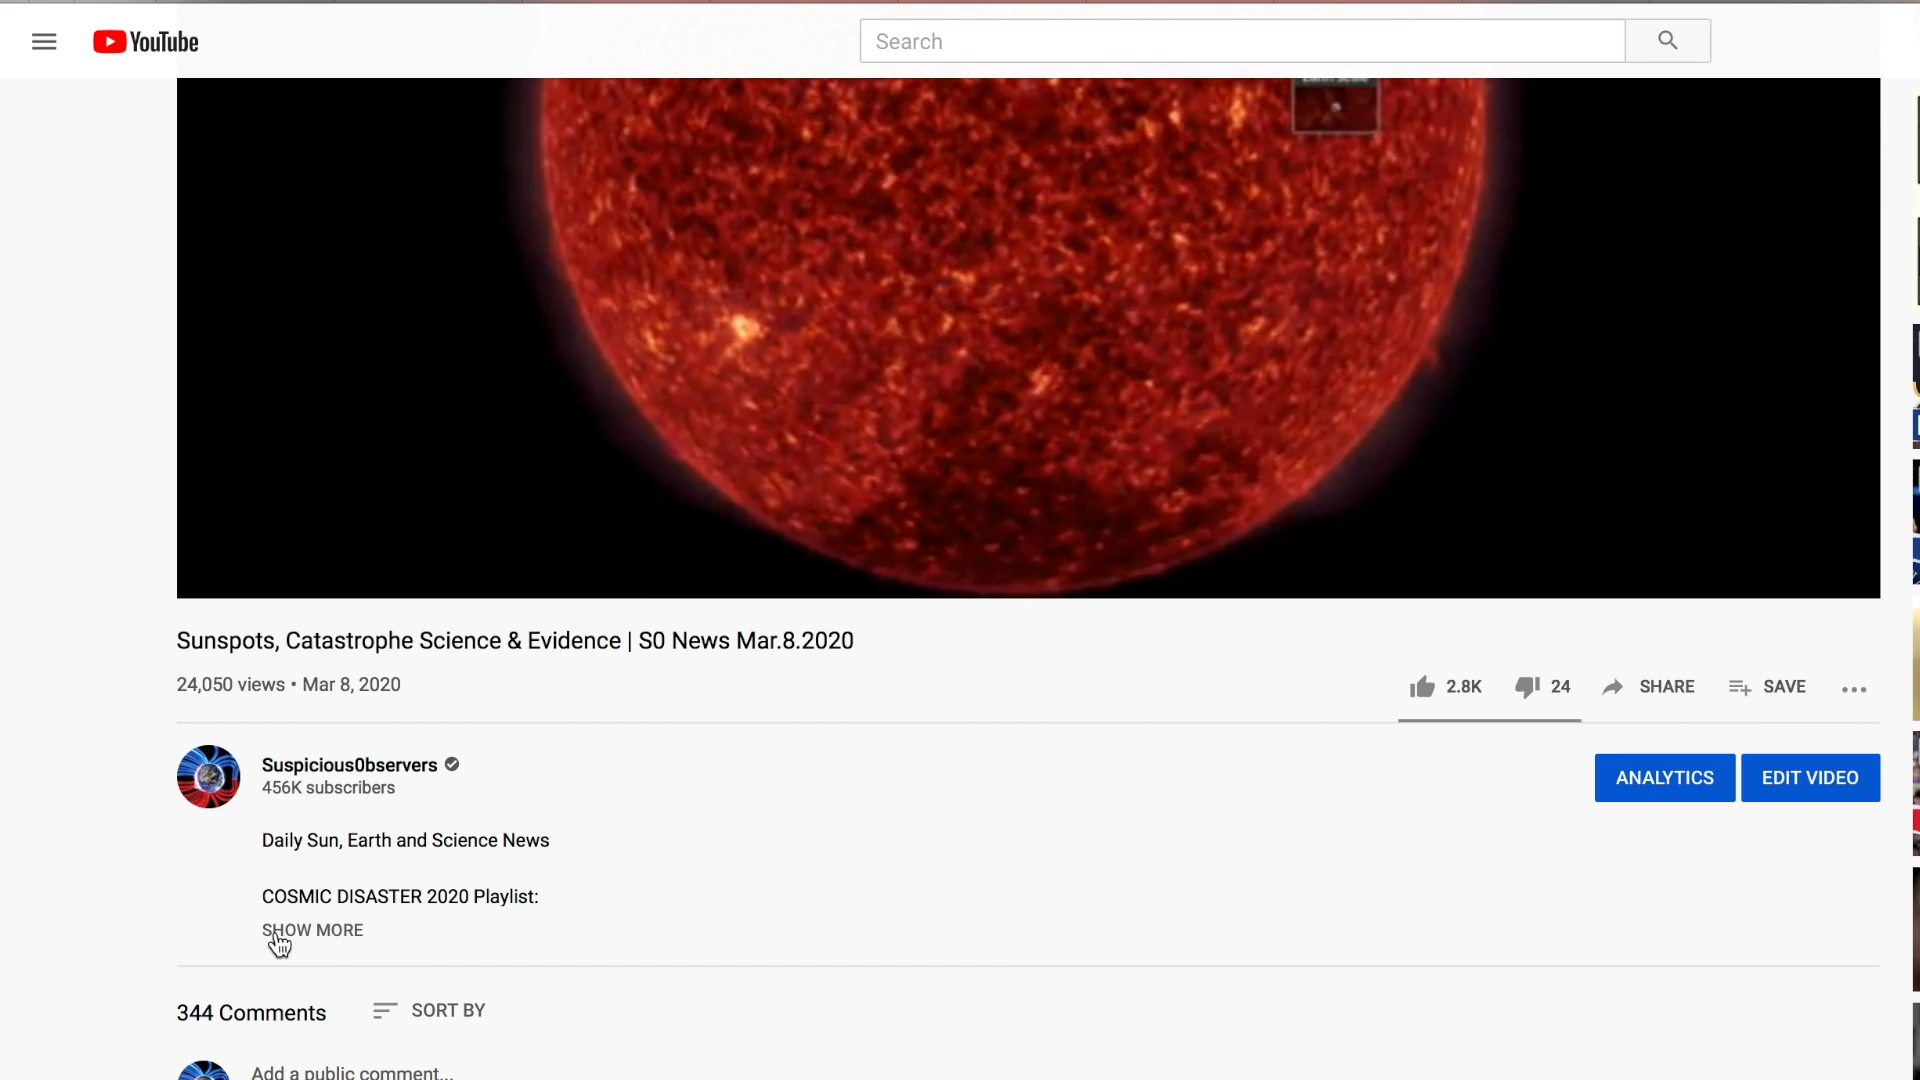 YouTube
Search
Sunspots, Catastrophe Science & Evidence | S0 News Mar.8.2020
24,050 views • Mar 8, 2020
2.8K
24
SHARE
SAVE
Suspicious0bservers
456K subscribers
ANALYTICS
EDIT VIDEO
Daily Sun, Earth and Science News
COSMIC DISASTER 2020 Playlist:
SHOW MORE
344 Comments
SORT BY
Add a public comment...